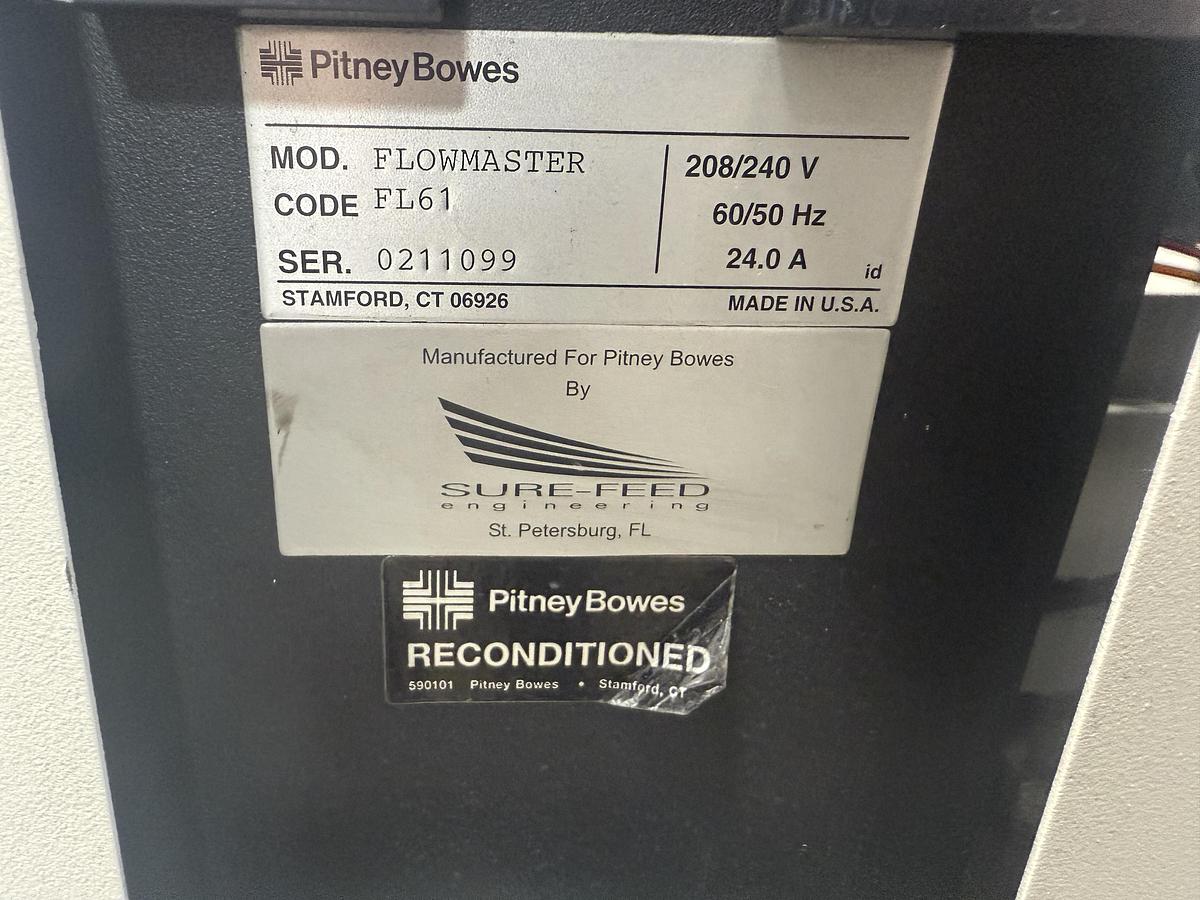 Pitney Bowes
MOD. FLOWMASTER
CODE FL61
SER. 0211099
208/240 V
60/50 Hz
24.0 A
id
STAMFORD, CT 06926 MADE IN U.S.A.
Manufactured For Pitney Bowes
By
SURE-FEED
engineering
St. Petersburg, FL
Pitney Bowes
RECONDITIONED
590101 Pitney Bowes • Stamford, CT